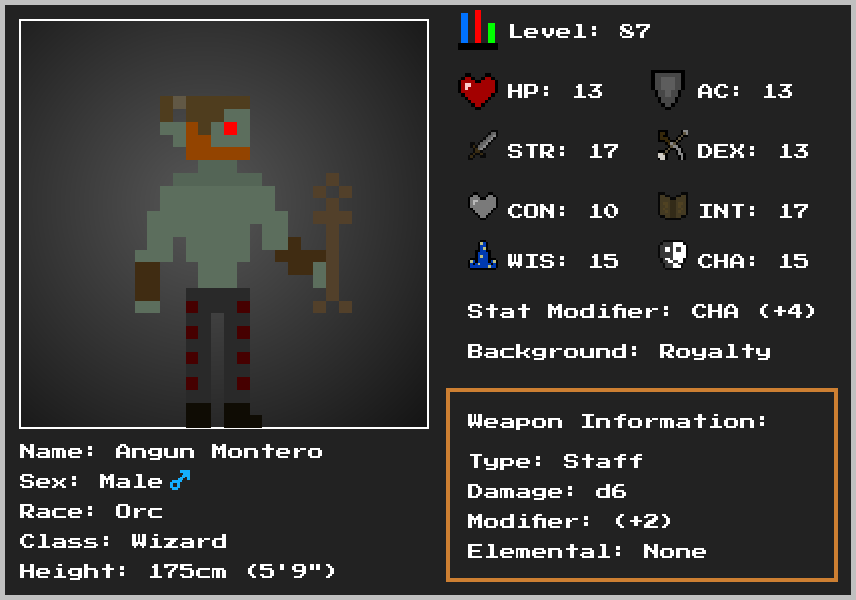 Level: 87
HP: 13 AC: 13
STR: 17 DEX: 13
CON: 10 INT: 17
WIS: 15 CHA: 15
Stat Modifier: CHA (+4)
Background: Royalty
Weapon Information:
Type: Staff
Damage: d6
Modifier: (+2)
Elemental: None
Name: Angun Montero
Sex: Male ♂
Race: Orc
Class: Wizard
Height: 175cm (5'9")